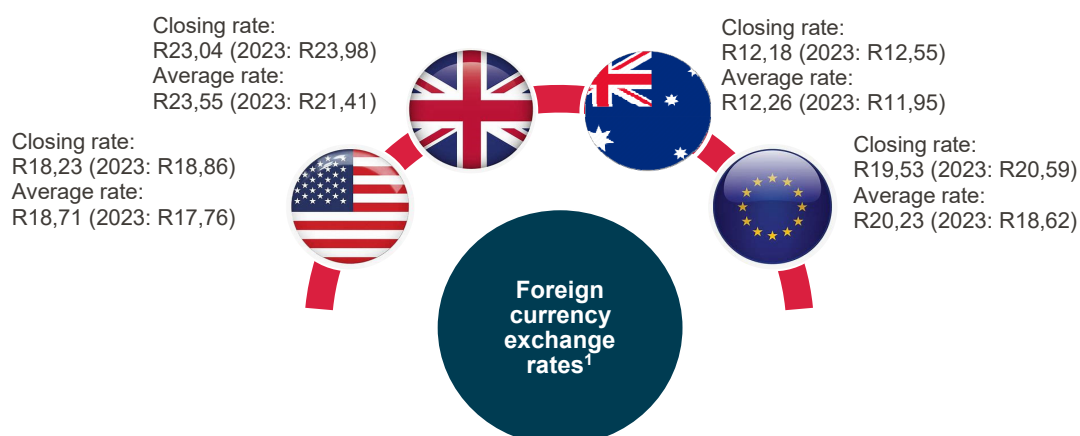 Closing rate:
R23,04 (2023: R23,98)
Average rate:
R23,55 (2023: R21,41)
Closing rate:
R12,18 (2023: R12,55)
Average rate:
R12,26 (2023: R11,95)
Closing rate:
R18,23 (2023: R18,86)
Average rate:
R18,71 (2023: R17,76)
Closing rate:
R19,53 (2023: R20,59)
Average rate:
R20,23 (2023: R18,62)
Foreign
currency
exchange
rates¹